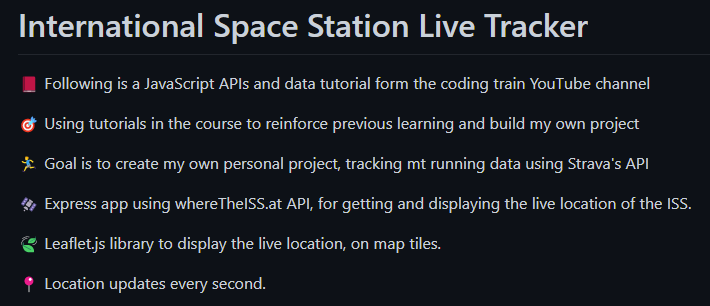 International Space Station Live Tracker
Following is a JavaScript APIs and data tutorial form the coding train YouTube channel
Using tutorials in the course to reinforce previous learning and build my own project
Goal is to create my own personal project, tracking mt running data using Strava's API
Express app using whereTheISS.at API, for getting and displaying the live location of the ISS.
Leaflet.js library to display the live location, on map tiles.
Location updates every second.